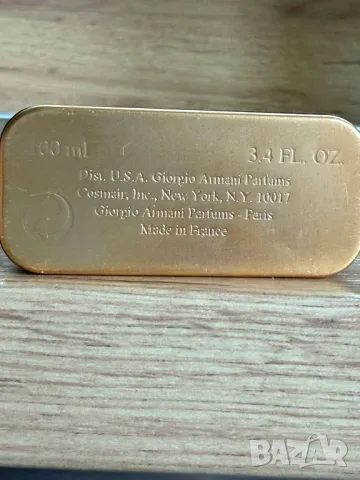 00 ml 3.4 FL. OZ.
Dist. U.S.A. Giorgio Armani Parfums
Cosmair, Inc., New York, N.Y. 10017
Giorgio Armani Parfums - Paris
Made in France
bazar